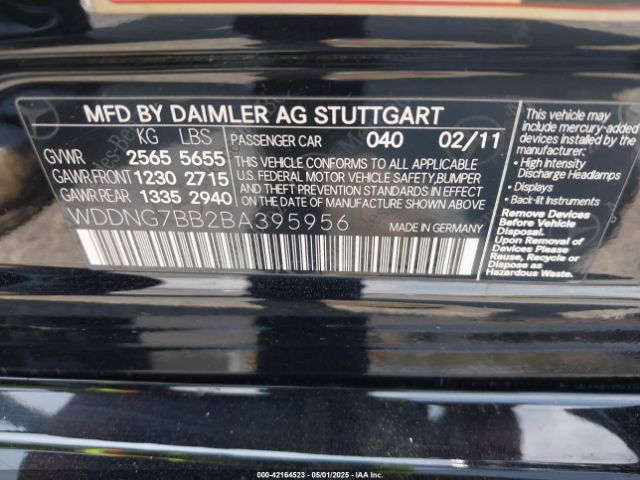 MFD BY DAIMLER AG STUTTGART
KG LBS
GVWR 2565 5655
GAWR FRONT 1230 2715
GAWR REAR 1335 2940
PASSENGER CAR 040 02/11
THIS VEHICLE CONFORMS TO ALL APPLICABLE
U.S. FEDERAL MOTOR VEHICLE SAFETY,BUMPER
AND THEFT PREVENTION STANDARDS IN EFFECT
ON THE DATE OF MANUFACTURE SHOWN ABOVE
WDDNG7BB2BA395956
MADE IN GERMANY
This vehicle may
include mercury-added
devices installed by the
manufacturer:
• High Intensity
Discharge Headlamps
• Displays
• Back-lit Instruments
Remove Devices
Before Vehicle
Disposal.
Upon Removal of
Devices Please
Reuse, Recycle or
Dispose as
Hazardous Waste.
000-42164523 - 05/01/2025 - IAA Inc.